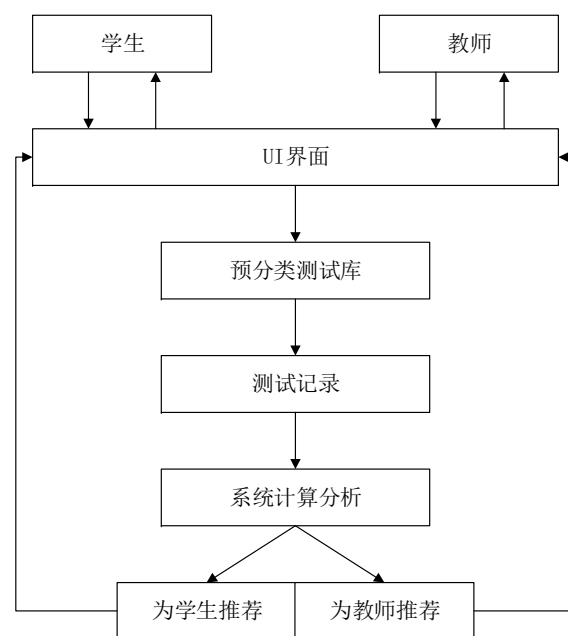 学生
教师
UI界面
预分类测试库
测试记录
系统计算分析
为学生推荐
为教师推荐